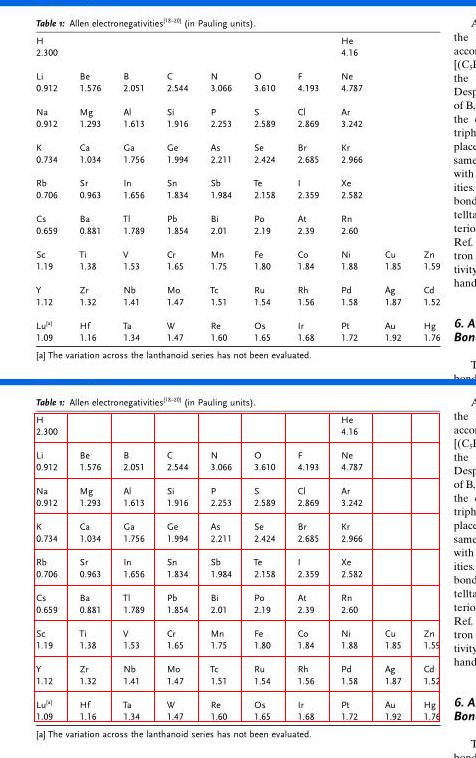 Table 1: Allen electronegativities[18–20] (in Pauling units).
H He
2.300 4.16
Li Be B C N O F Ne
0.912 1.576 2.051 2.544 3.066 3.610 4.193 4.787
Na Mg Al Si P S Cl Ar
0.912 1.293 1.613 1.916 2.253 2.589 2.869 3.242
K Ca Ga Ge As Se Br Kr
0.734 1.034 1.756 1.994 2.211 2.424 2.685 2.966
Rb Sr In Sn Sb Te I Xe
0.706 0.963 1.656 1.834 1.984 2.158 2.359 2.582
Cs Ba Tl Pb Bi Po At Rn
0.659 0.881 1.789 1.854 2.01 2.19 2.39 2.60
Sc Ti V Cr Mn Fe Co Ni Cu Zn
1.19 1.38 1.53 1.65 1.75 1.80 1.84 1.88 1.85 1.59
Y Zr Nb Mo Tc Ru Rh Pd Ag Cd
1.12 1.32 1.41 1.47 1.51 1.54 1.56 1.58 1.87 1.52
Lu[a] Hf Ta W Re Os Ir Pt Au Hg
1.09 1.16 1.34 1.47 1.60 1.65 1.68 1.72 1.92 1.76
[a] The variation across the lanthanoid series has not been evaluated.
the
acco
the
Desp
of B,
the
triph
place
same
with
ities.
bond
tellta
terio
Ref.
tron
tivity
hand
6. A
Bon
Table 1: Allen electronegativities[18–20] (in Pauling units).
H He
2.300 4.16
Li Be B C N O F Ne
0.912 1.576 2.051 2.544 3.066 3.610 4.193 4.787
Na Mg Al Si P S Cl Ar
0.912 1.293 1.613 1.916 2.253 2.589 2.869 3.242
K Ca Ga Ge As Se Br Kr
0.734 1.034 1.756 1.994 2.211 2.424 2.685 2.966
Rb Sr In Sn Sb Te I Xe
0.706 0.963 1.656 1.834 1.984 2.158 2.359 2.582
Cs Ba Tl Pb Bi Po At Rn
0.659 0.881 1.789 1.854 2.01 2.19 2.39 2.60
Sc Ti V Cr Mn Fe Co Ni Cu Zn
1.19 1.38 1.53 1.65 1.75 1.80 1.84 1.88 1.85 1.59
Y Zr Nb Mo Tc Ru Rh Pd Ag Cd
1.12 1.32 1.41 1.47 1.51 1.54 1.56 1.58 1.87 1.52
Lu[a] Hf Ta W Re Os Ir Pt Au Hg
1.09 1.16 1.34 1.47 1.60 1.65 1.68 1.72 1.92 1.76
[a] The variation across the lanthanoid series has not been evaluated.
the
acco
the
Desp
of B,
the
triph
place
same
with
ities.
bond
tellta
terio
Ref.
tron
tivity
hand
6. A
Bon